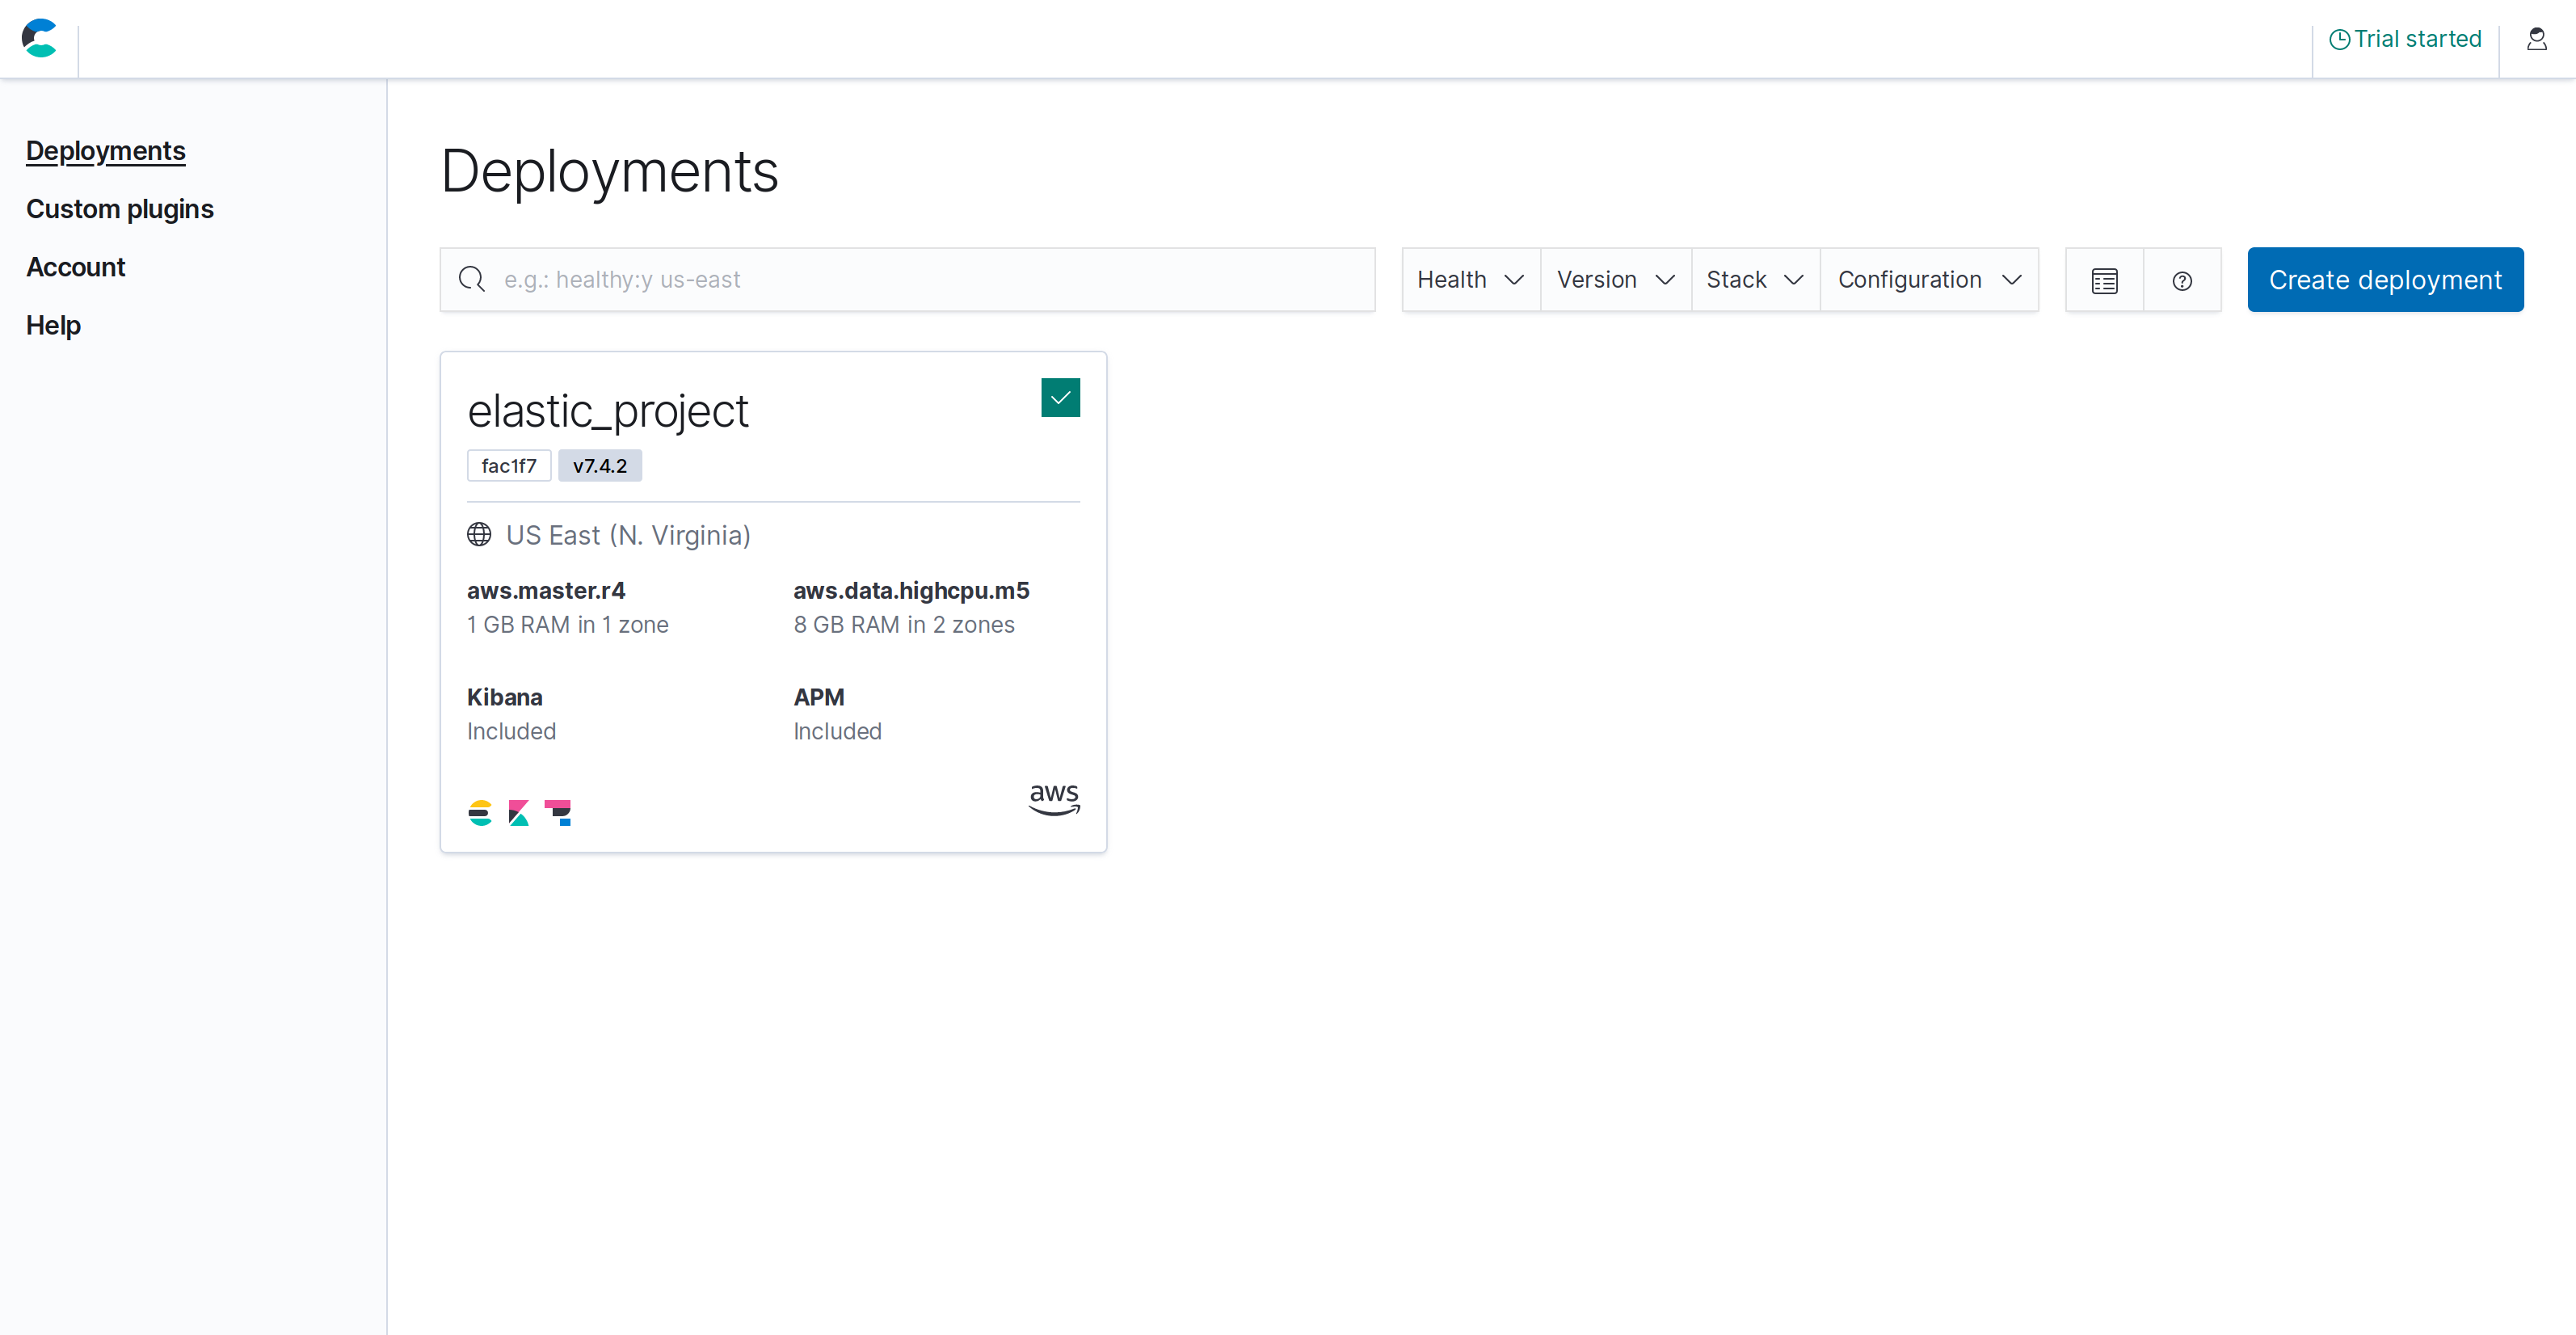 Trial started
Deployments
Custom plugins
Account
Help
Deployments
e.g.: healthy:y us-east
Health
Version
Stack
Configuration
Create deployment
elastic_project
fac1f7 v7.4.2
US East (N. Virginia)
aws.master.r4
1 GB RAM in 1 zone
aws.data.highcpu.m5
8 GB RAM in 2 zones
Kibana
Included
APM
Included
aws